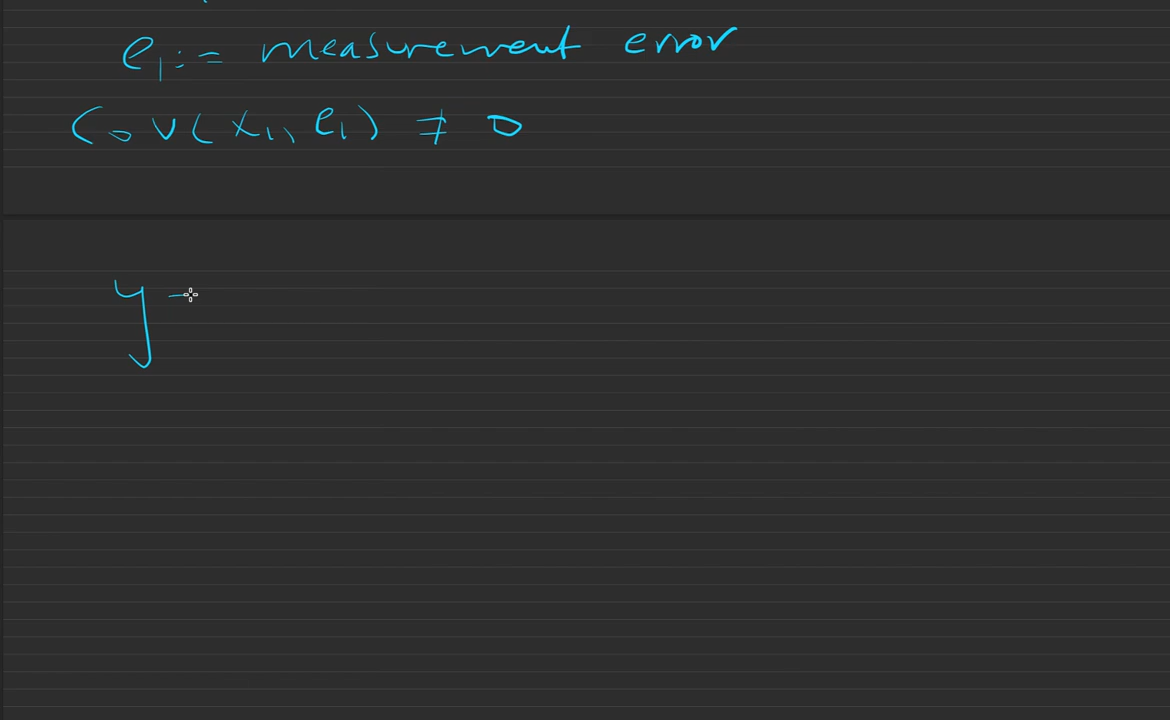 e₁ := measurement error
Cov(x₁, e₁) ≠ 0
y -